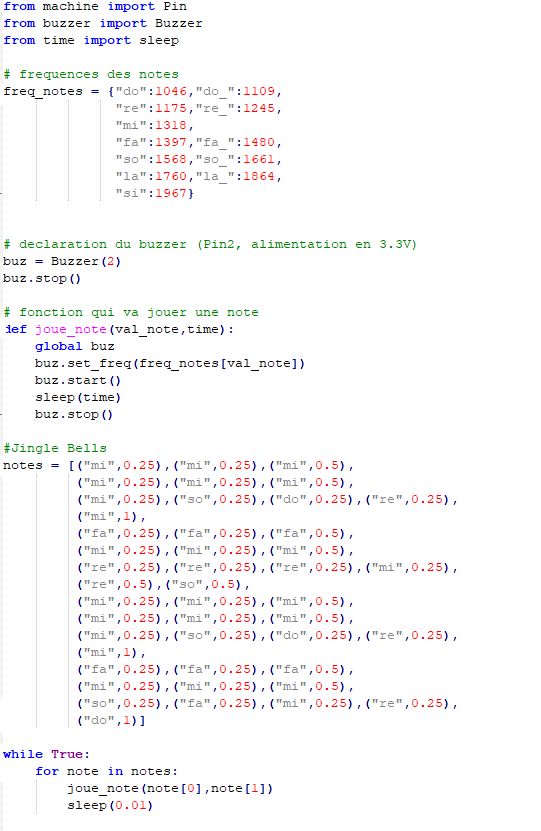 from machine import Pin
from buzzer import Buzzer
from time import sleep

# frequences des notes
freq_notes = {"do":1046,"do_":1109,
              "re":1175,"re_":1245,
              "mi":1318,
              "fa":1397,"fa_":1480,
              "so":1568,"so_":1661,
              "la":1760,"la_":1864,
              "si":1967}

# declaration du buzzer (Pin2, alimentation en 3.3V)
buz = Buzzer(2)
buz.stop()

# fonction qui va jouer une note
def joue_note(val_note,time):
    global buz
    buz.set_freq(freq_notes[val_note])
    buz.start()
    sleep(time)
    buz.stop()

#Jingle Bells
notes = [("mi",0.25),("mi",0.25),("mi",0.5),
         ("mi",0.25),("mi",0.25),("mi",0.5),
         ("mi",0.25),("so",0.25),("do",0.25),("re",0.25),
         ("mi",1),
         ("fa",0.25),("fa",0.25),("fa",0.5),
         ("mi",0.25),("mi",0.25),("mi",0.5),
         ("re",0.25),("re",0.25),("re",0.25),("mi",0.25),
         ("re",0.5),("so",0.5),
         ("mi",0.25),("mi",0.25),("mi",0.5),
         ("mi",0.25),("mi",0.25),("mi",0.5),
         ("mi",0.25),("so",0.25),("do",0.25),("re",0.25),
         ("mi",1),
         ("fa",0.25),("fa",0.25),("fa",0.5),
         ("mi",0.25),("mi",0.25),("mi",0.5),
         ("so",0.25),("fa",0.25),("mi",0.25),("re",0.25),
         ("do",1)]

while True:
    for note in notes:
        joue_note(note[0],note[1])
        sleep(0.01)